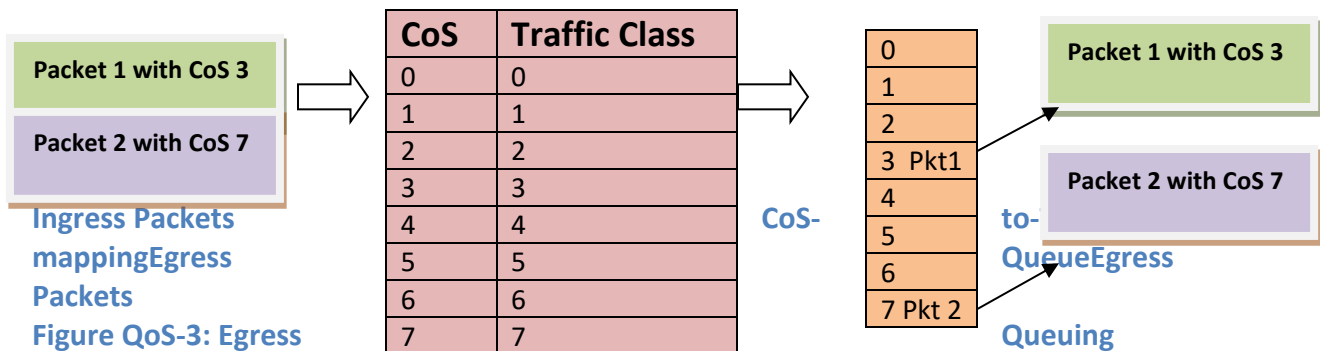 Packet 1 with CoS 3
Packet 2 with CoS 7
CoS Traffic Class
0 0
1 1
2 2
3 3
4 4
5 5
6 6
7 7
0
1
2
3 Pkt1
4
5
6
7 Pkt 2
Packet 1 with CoS 3
Packet 2 with CoS 7
Ingress Packets CoS- to-
mappingEgress QueueEgress
Packets
Figure QoS-3: Egress Queuing